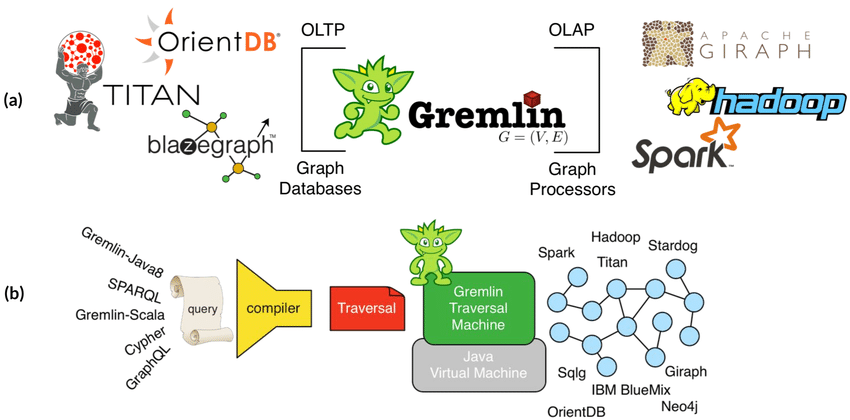 (a)
OrientDB®
TITAN
blazegraph™
OLTP
Graph
Databases
Gremlin
G = (V, E)
OLAP
Graph
Processors
APACHE
GIRAPH
hadoop
Spark™
(b)
Gremlin-Java8
SPARQL
Gremlin-Scala
Cypher
GraphQL
query
compiler
Traversal
Gremlin
Traversal
Machine
Java
Virtual Machine
Spark
Hadoop
Titan
Stardog
Sqlg
IBM BlueMix
Giraph
OrientDB
Neo4j